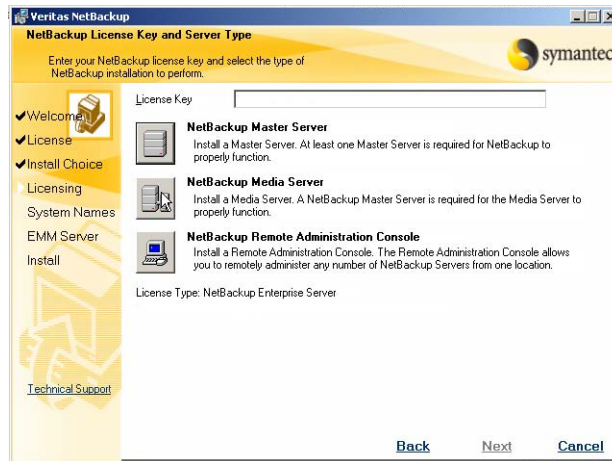 Veritas NetBackup
NetBackup License Key and Server Type
Enter your NetBackup license key and select the type of
NetBackup installation to perform.
symantec
Welcome
License
Install Choice
Licensing
System Names
EMM Server
Install
Technical Support
License Key
NetBackup Master Server
Install a Master Server. At least one Master Server is required for NetBackup to
properly function.
NetBackup Media Server
Install a Media Server. A NetBackup Master Server is required for the Media Server to
properly function.
NetBackup Remote Administration Console
Install a Remote Administration Console. The Remote Administration Console allows
you to remotely administer any number of NetBackup Servers from one location.
License Type: NetBackup Enterprise Server
Back Next Cancel